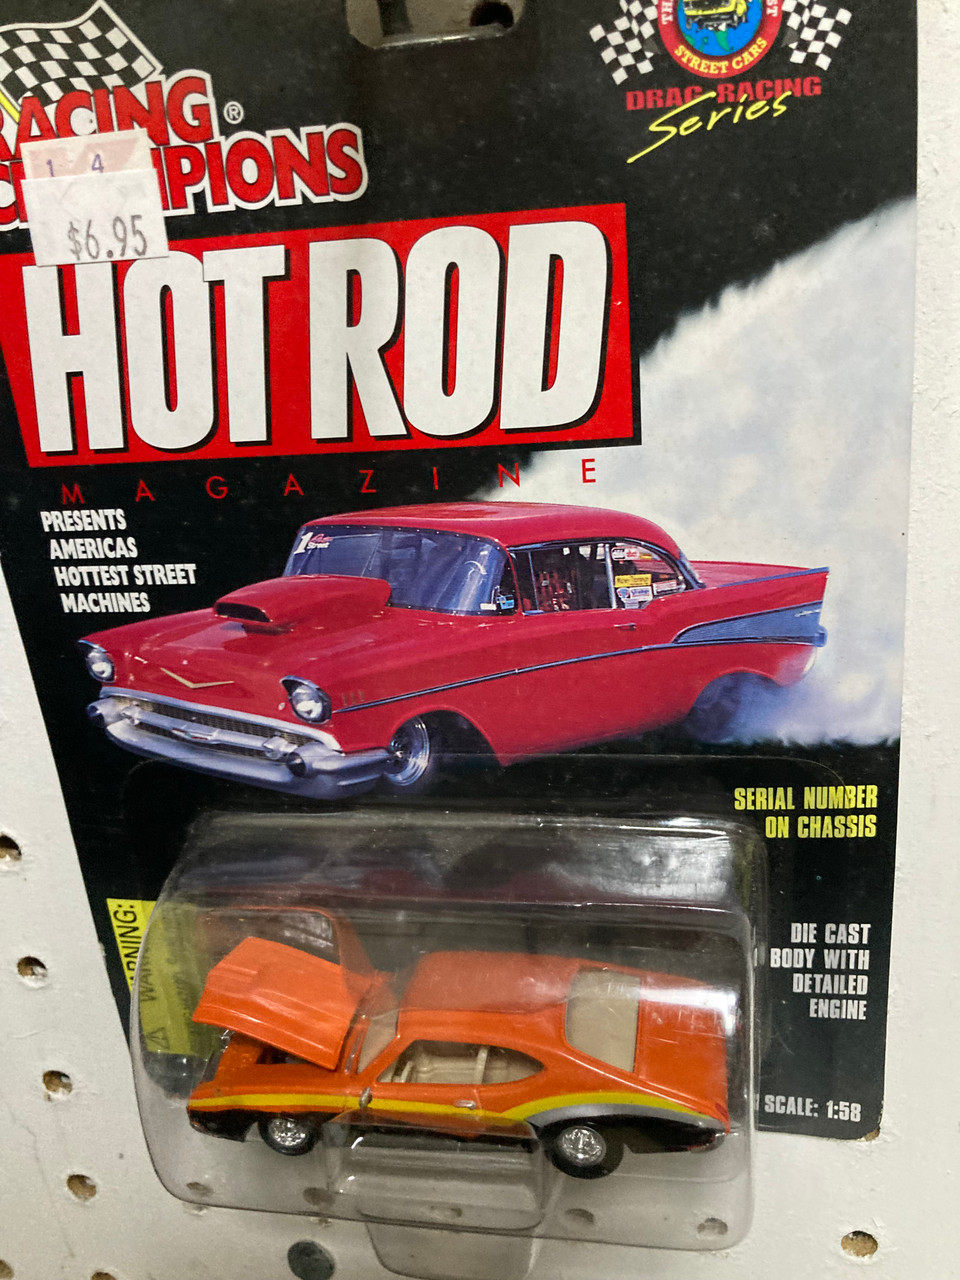 RACING
CHAMPIONS
®
1 4
$6.95
STREET CARS
DRAG RACING
Series
HOT ROD
MAGAZINE
PRESENTS
AMERICAS
HOTTEST STREET
MACHINES
SERIAL NUMBER
ON CHASSIS
WARNING:
DIE CAST
BODY WITH
DETAILED
ENGINE
SCALE: 1:58